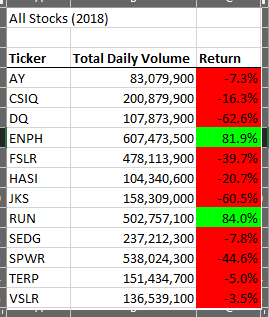 All Stocks (2018)
Ticker Total Daily Volume Return
AY 83,079,900 -7.3%
CSIQ 200,879,900 -16.3%
DQ 107,873,900 -62.6%
ENPH 607,473,500 81.9%
FSLR 478,113,900 -39.7%
HASI 104,340,600 -20.7%
JKS 158,309,000 -60.5%
RUN 502,757,100 84.0%
SEDG 237,212,300 -7.8%
SPWR 538,024,300 -44.6%
TERP 151,434,700 -5.0%
VSLR 136,539,100 -3.5%